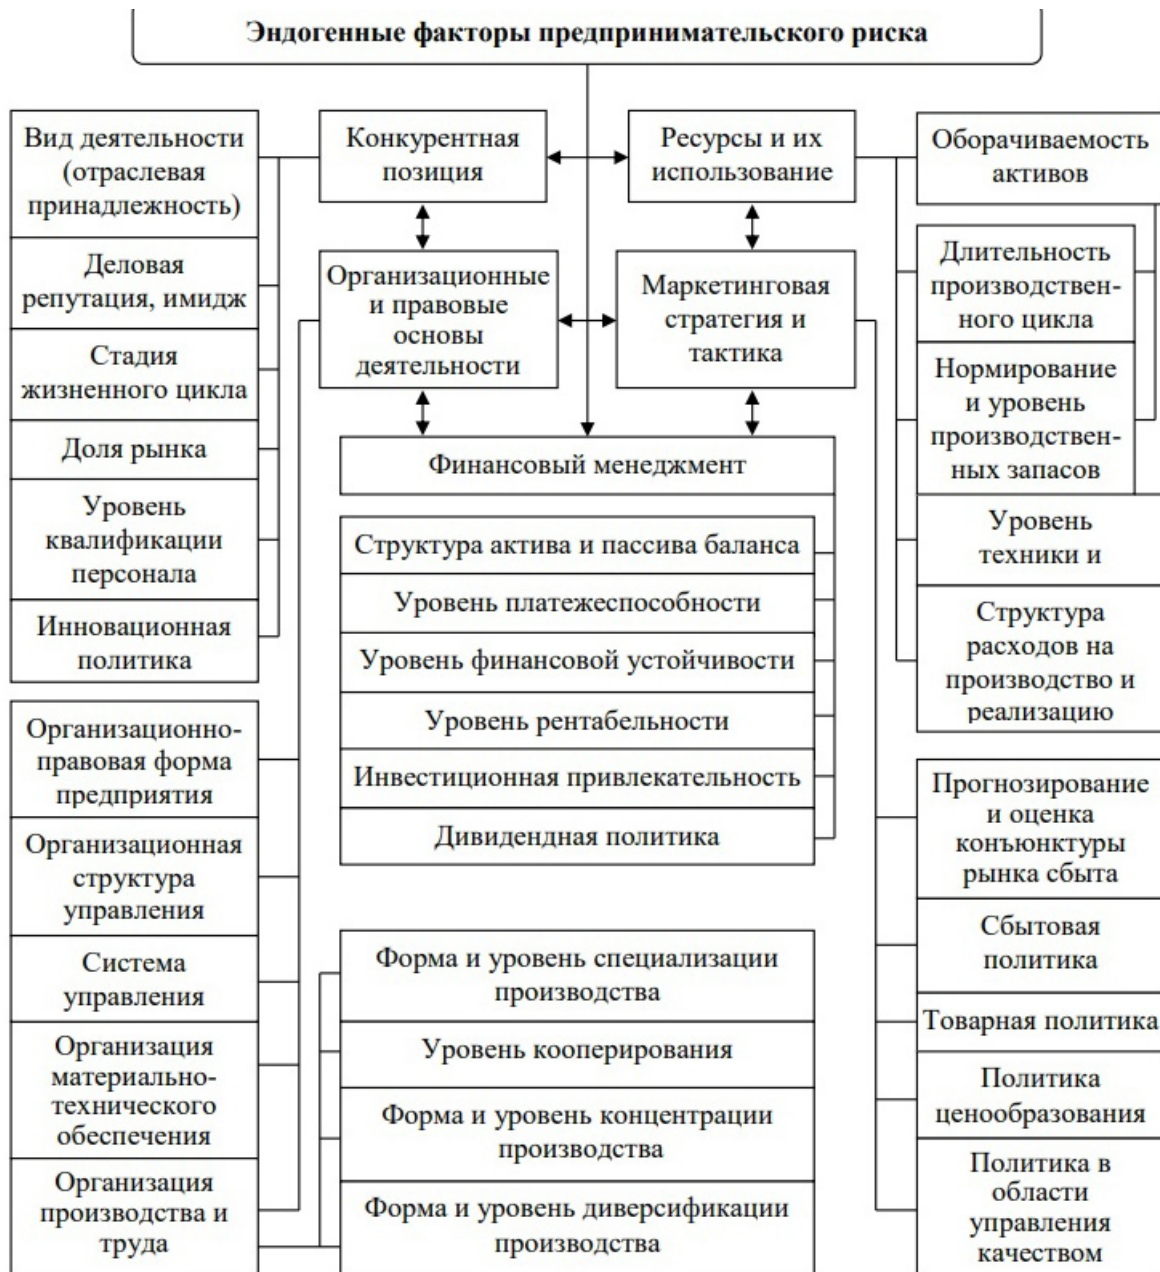 Эндогенные факторы предпринимательского риска
Вид деятельности
(отраслевая
принадлежность)
Деловая
репутация, имидж
Стадия
жизненного цикла
Доля рынка
Уровень
квалификации
персонала
Инновационная
политика
Конкурентная
позиция
Ресурсы и их
использование
Организационные
и правовые
основы
деятельности
Маркетинговая
стратегия и
тактика
Оборачиваемость
активов
Длительность
производствен-
ного цикла
Нормирование
и уровень
производствен-
ных запасов
Уровень
техники и
Структура
расходов на
производство и
реализацию
Финансовый менеджмент
Структура актива и пассива баланса
Уровень платежеспособности
Уровень финансовой устойчивости
Уровень рентабельности
Инвестиционная привлекательность
Дивидендная политика
Организационно-
правовая форма
предприятия
Организационная
структура
управления
Система
управления
Организация
материально-
технического
обеспечения
Организация
производства и
труда
Форма и уровень специализации
производства
Уровень кооперирования
Форма и уровень концентрации
производства
Форма и уровень диверсификации
производства
Прогнозирование
и оценка
конъюнктуры
рынка сбыта
Сбытовая
политика
Товарная политика
Политика
ценообразования
Политика в
области
управления
качеством